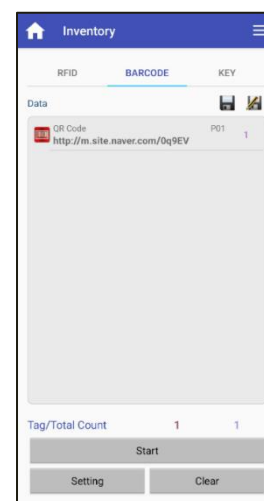 Inventory
RFID BARCODE KEY
Data
QR Code P01
http://m.site.naver.com/0q9EV 1
Tag/Total Count 1 1
Start
Setting Clear